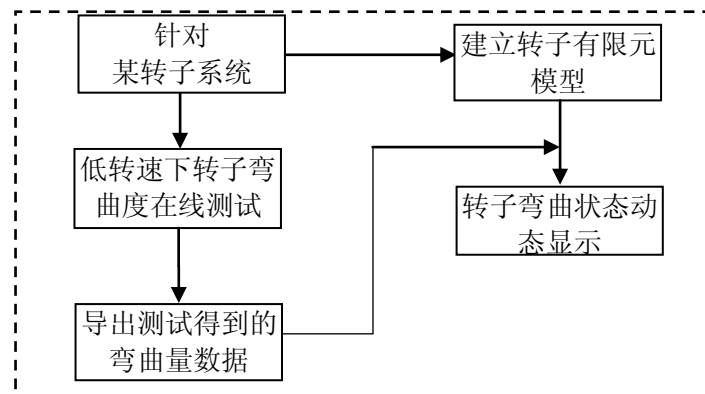 针对
某转子系统
建立转子有限元
模型
低转速下转子弯
曲度在线测试
转子弯曲状态动
态显示
导出测试得到的
弯曲量数据